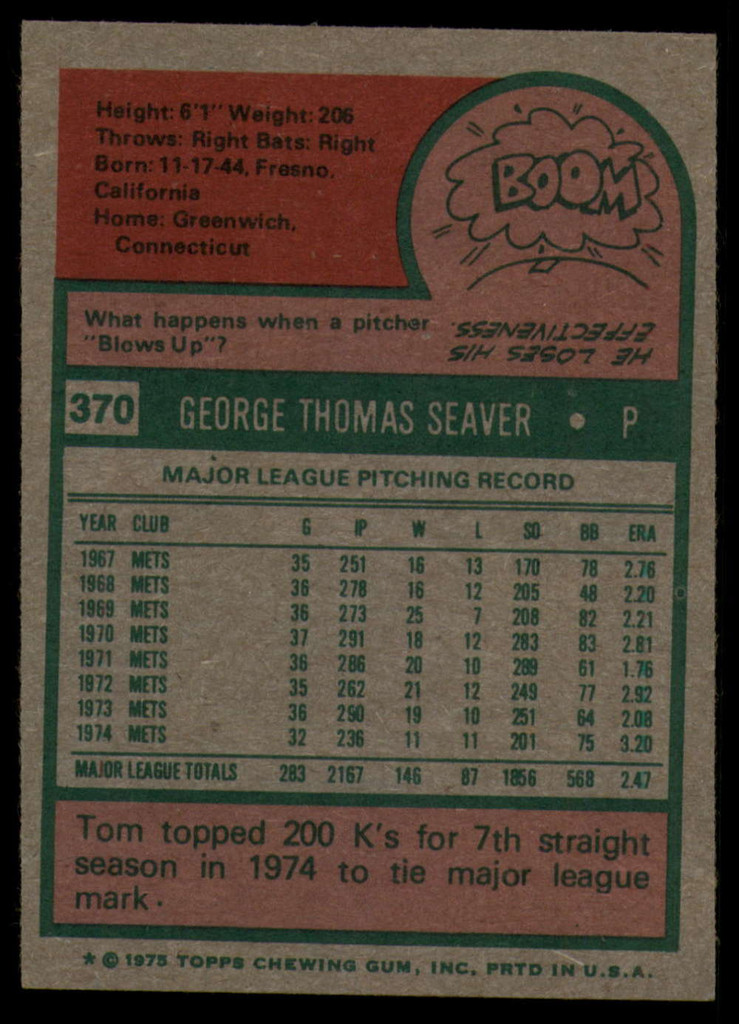 Height: 6'1" Weight: 206
Throws: Right Bats: Right
Born: 11-17-44, Fresno,
California
Home: Greenwich,
Connecticut
BOOM
What happens when a pitcher
"Blows Up"?
HE LOSES HIS
EFFECTIVENESS.
370 GEORGE THOMAS SEAVER • P
MAJOR LEAGUE PITCHING RECORD
YEAR CLUB G IP W L SO BB ERA
1967 METS 35 251 16 13 170 78 2.76
1968 METS 36 278 16 12 205 48 2.20
1969 METS 36 273 25 7 208 82 2.21
1970 METS 37 291 18 12 283 83 2.81
1971 METS 36 286 20 10 289 61 1.76
1972 METS 35 262 21 12 249 77 2.92
1973 METS 36 290 19 10 251 64 2.08
1974 METS 32 236 11 11 201 75 3.20
MAJOR LEAGUE TOTALS 283 2167 146 87 1856 568 2.47
Tom topped 200 K's for 7th straight
season in 1974 to tie major league
mark.
* © 1975 TOPPS CHEWING GUM, INC. PRTD IN U.S.A.